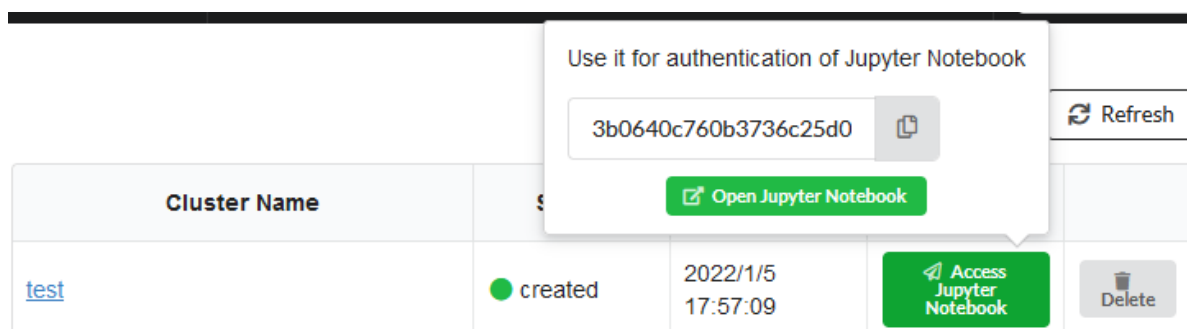 Use it for authentication of Jupyter Notebook
3b0640c760b3736c25d0
Refresh
Open Jupyter Notebook
Cluster Name
test
created
2022/1/5
17:57:09
Access
Jupyter
Notebook
Delete